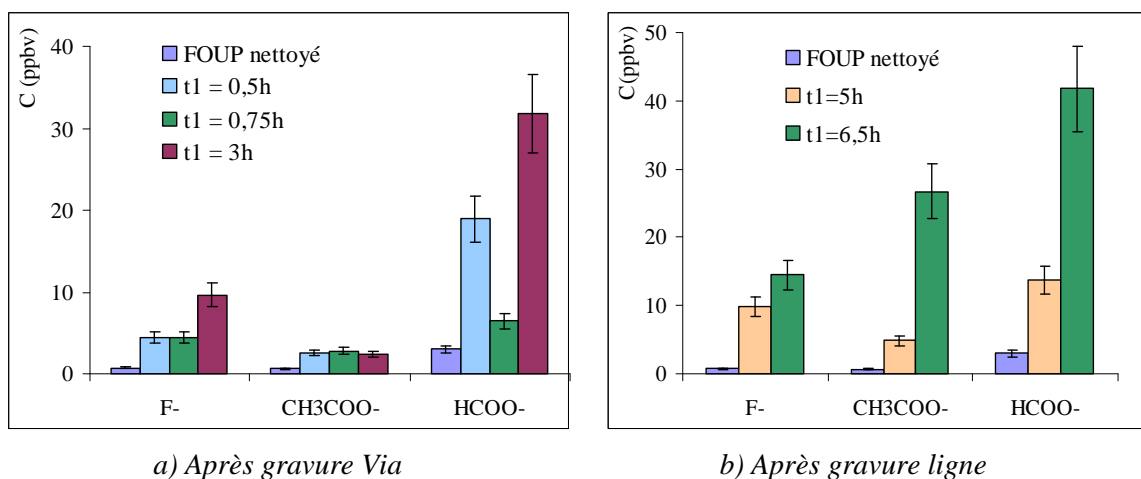 C (ppbv)
40
30
20
10
0
FOUP nettoyé
t1 = 0,5h
t1 = 0,75h
t1 = 3h
F-
CH3COO-
HCOO-
a) Après gravure Via
C(ppbv)
50
40
30
20
10
0
FOUP nettoyé
t1=5h
t1=6,5h
F-
CH3COO-
HCOO-
b) Après gravure ligne